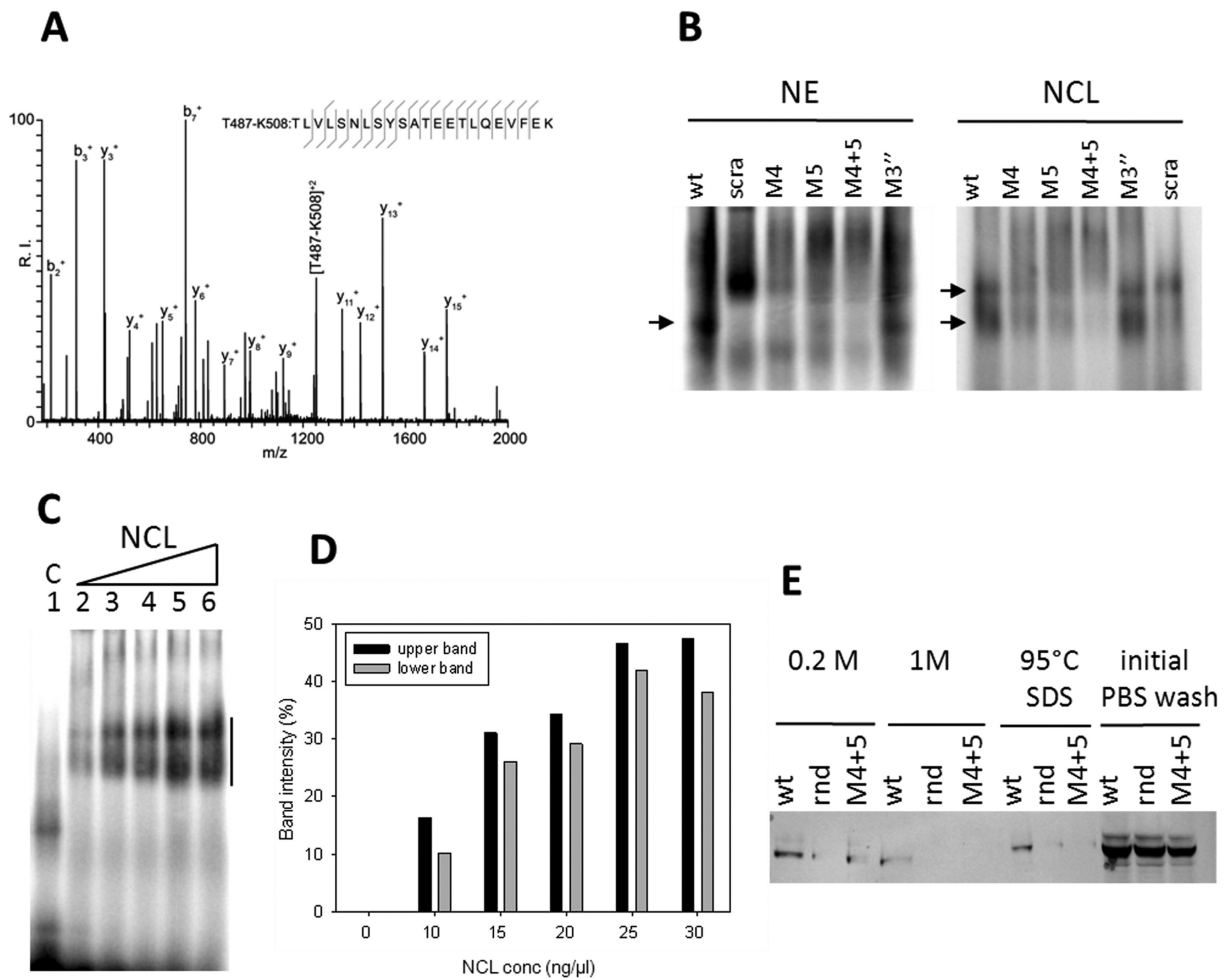 A
100
R. I.
0
400
800
1200
1600
2000
m/z
b2+
b3+
y3+
y4+
y5+
b7+
y6+
y7+
y8+
y9+
[T487-K508]+2
y11+
y12+
y13+
y14+
y15+
T487-K508:TLVLSNLSYSATEETLQEVFEK
B
NE
wt
scra
M4
M5
M4+5
M3″
NCL
wt
M4
M5
M4+5
M3″
scra
C
NCL
C
1 2 3 4 5 6
D
50
40
30
20
10
0
Band intensity (%)
upper band
lower band
0 10 15 20 25 30
NCL conc (ng/µl)
E
0.2 M 1M 95°C initial
SDS PBS wash
wt rnd M4+5 wt rnd M4+5 wt rnd M4+5 wt rnd M4+5